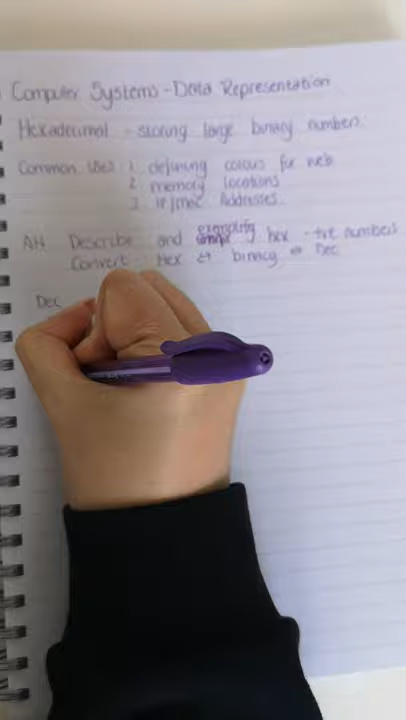 Computer Systems - Data Representation
Hexadecimal - storing large binary numbers.
Common uses: 1 defining colours for web
2 memory locations
3 IP/Mac Addresses.
AH Describe and exemplify hex - +ve numbers
Convert: Hex ↔ binary ↔ Dec
Dec